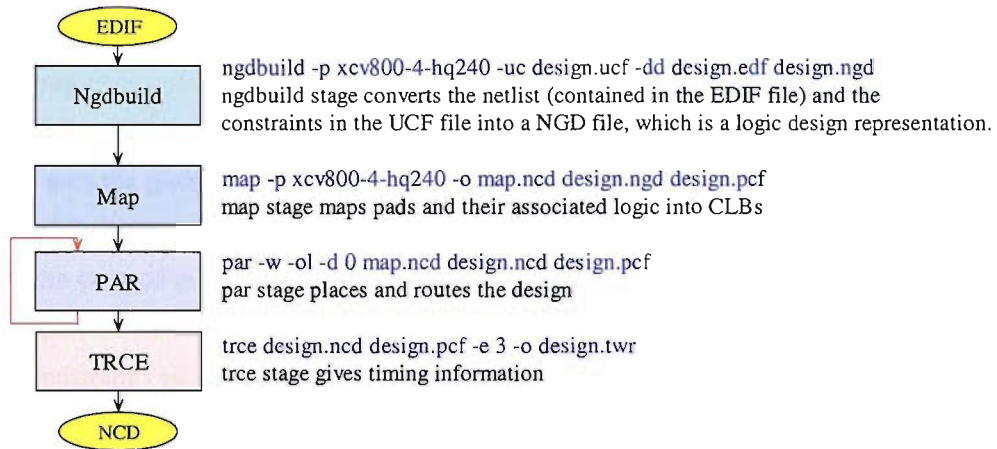 EDIF
Ngdbuild
ngdbuild -p xcv800-4-hq240 -uc design.ucf -dd design.edf design.ngd
ngdbuild stage converts the netlist (contained in the EDIF file) and the
constraints in the UCF file into a NGD file, which is a logic design representation.
Map
map -p xcv800-4-hq240 -o map.ncd design.ngd design.pcf
map stage maps pads and their associated logic into CLBs
PAR
par -w -ol -d 0 map.ncd design.ncd design.pcf
par stage places and routes the design
TRCE
trce design.ncd design.pcf -e 3 -o design.twr
trce stage gives timing information
NCD